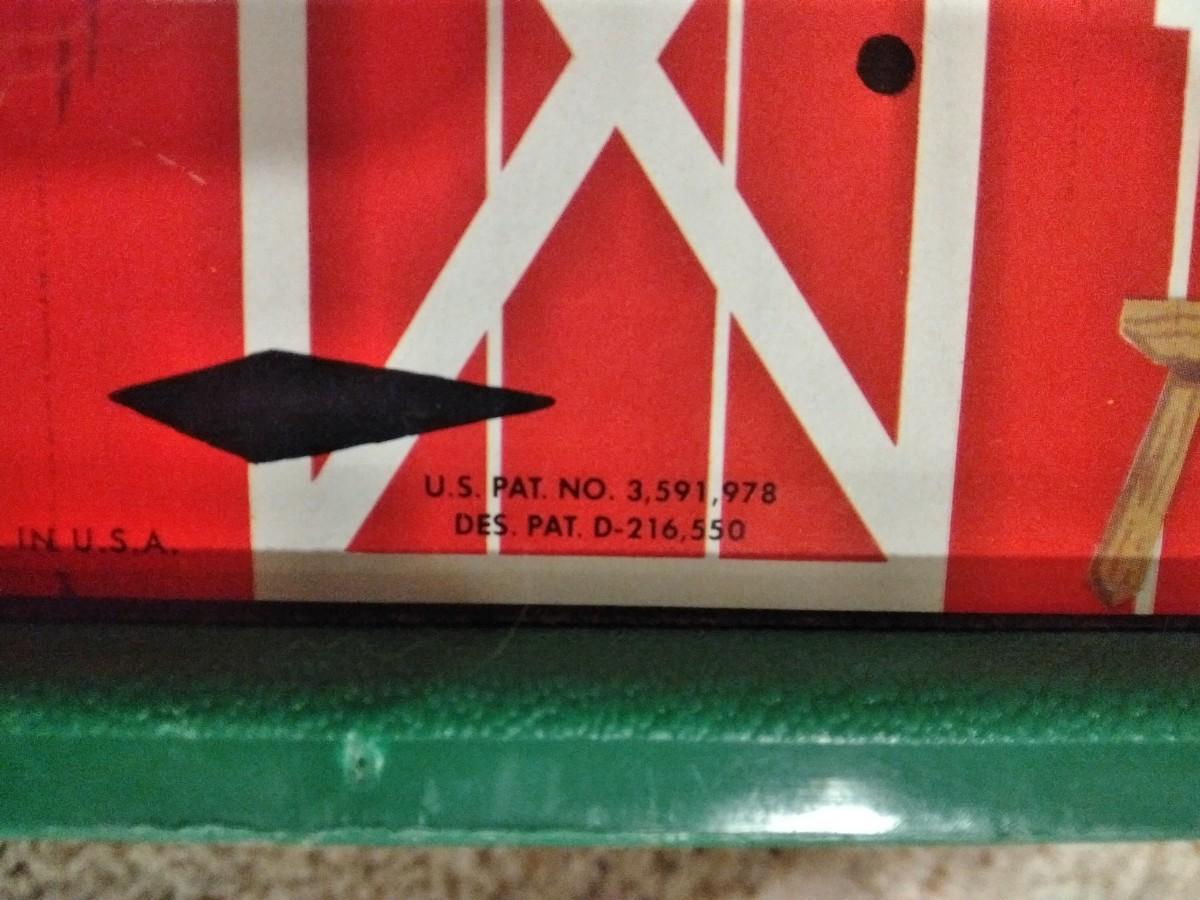 U.S. PAT. NO. 3,591,978
DES. PAT. D-216,550
IN U.S.A.